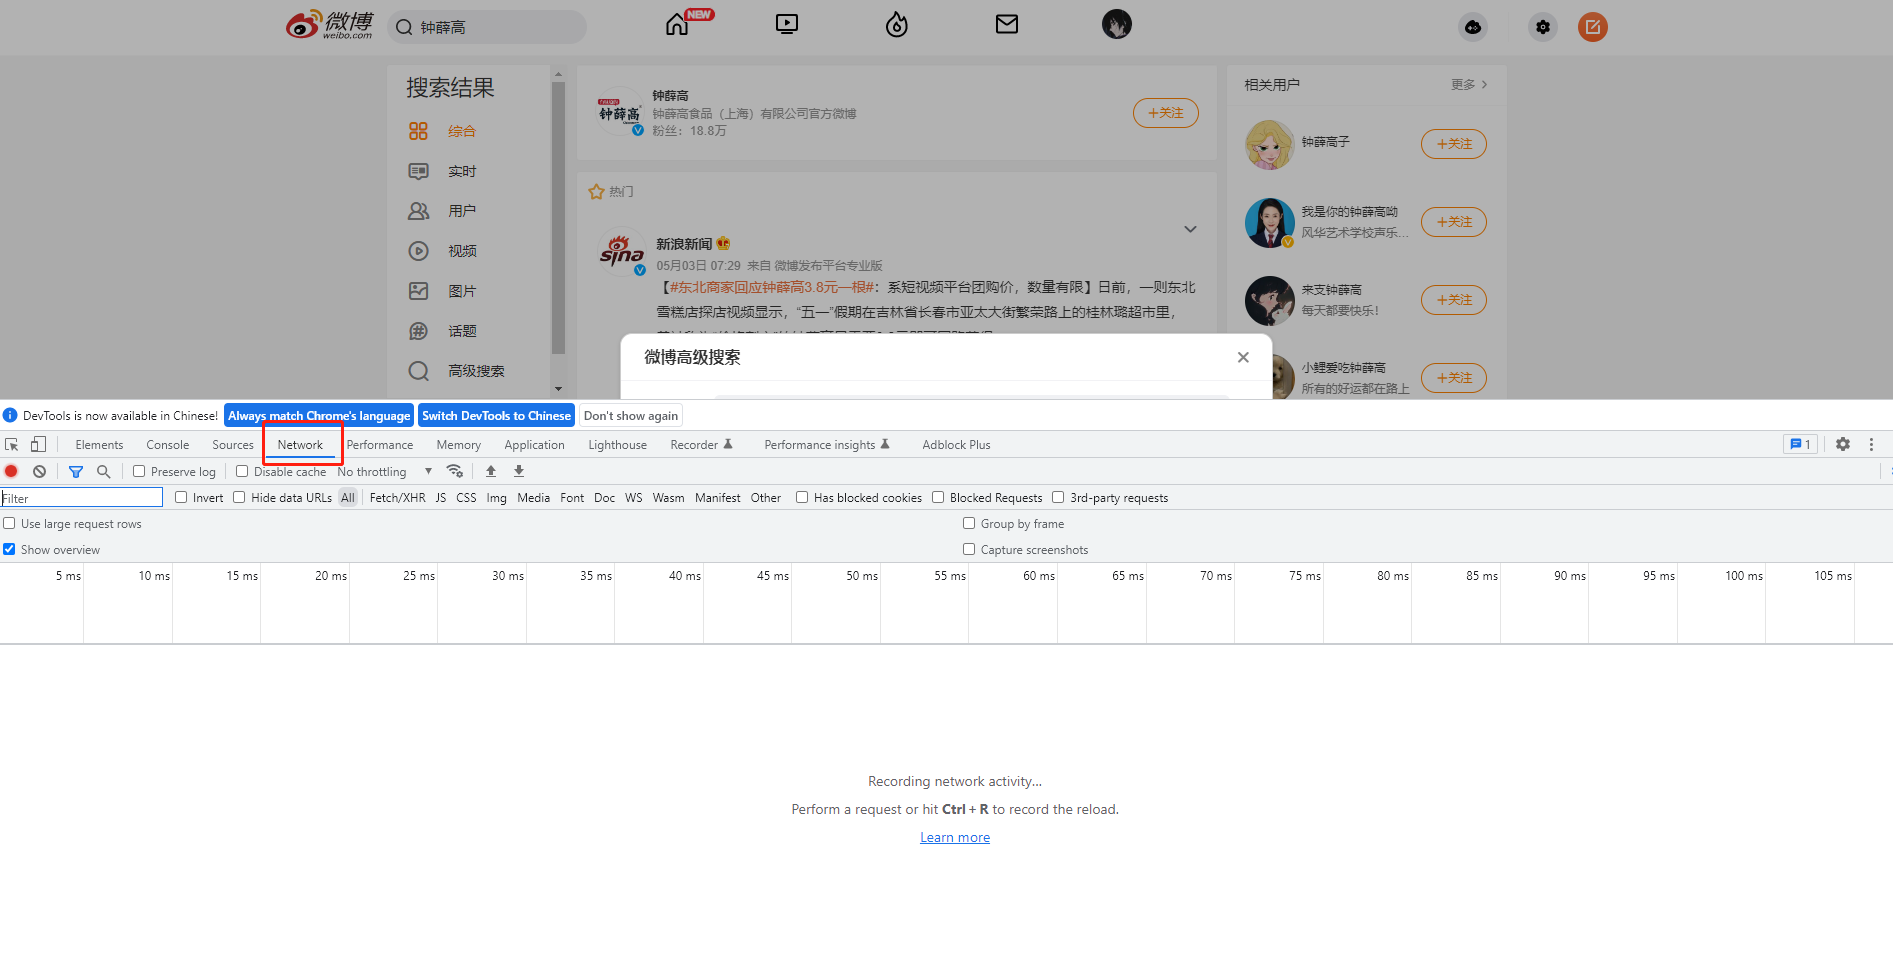 微博
weibo.com
钟薛高
NEW
搜索结果
综合
实时
用户
视频
图片
话题
高级搜索
钟薛高
钟薛高
钟薛高食品（上海）有限公司官方微博
粉丝：18.8万
+关注
热门
sina
新浪新闻
05月03日 07:29 来自 微博发布平台专业版
【#东北商家回应钟薛高3.8元一根#：系短视频平台团购价，数量有限】日前，一则东北
雪糕店探店视频显示，“五一”假期在吉林省长春市亚太大街繁荣路上的桂林璐超市里，
相关用户
更多
钟薛高子
+关注
我是你的钟薛高呦
风华艺术学校声乐...
+关注
来支钟薛高
每天都要快乐！
+关注
小鲤爱吃钟薛高
所有的好运都在路上
+关注
微博高级搜索
DevTools is now available in Chinese!
Always match Chrome's language
Switch DevTools to Chinese
Don't show again
Elements
Console
Sources
Network
Performance
Memory
Application
Lighthouse
Recorder
Performance insights
Adblock Plus
1
Preserve log
Disable cache
No throttling
Filter
Invert
Hide data URLs
All
Fetch/XHR
JS
CSS
Img
Media
Font
Doc
WS
Wasm
Manifest
Other
Has blocked cookies
Blocked Requests
3rd-party requests
Use large request rows
Group by frame
Show overview
Capture screenshots
5 ms
10 ms
15 ms
20 ms
25 ms
30 ms
35 ms
40 ms
45 ms
50 ms
55 ms
60 ms
65 ms
70 ms
75 ms
80 ms
85 ms
90 ms
95 ms
100 ms
105 ms
Recording network activity...
Perform a request or hit Ctrl + R to record the reload.
Learn more